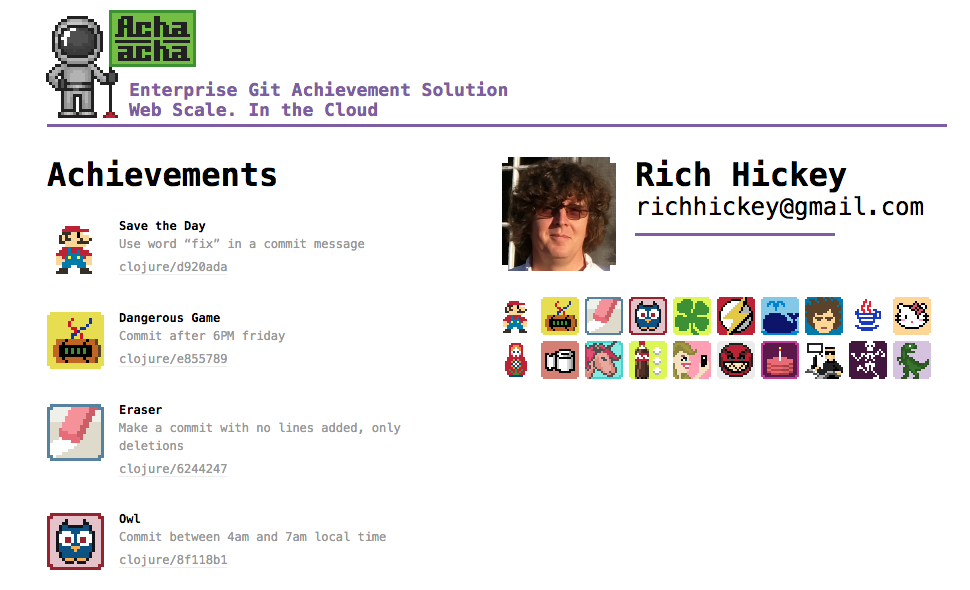 Acha
acha
Enterprise Git Achievement Solution
Web Scale. In the Cloud
Achievements
Save the Day
Use word “fix” in a commit message
clojure/d920ada
Dangerous Game
Commit after 6PM friday
clojure/e855789
Eraser
Make a commit with no lines added, only
deletions
clojure/6244247
Owl
Commit between 4am and 7am local time
clojure/8f118b1
Rich Hickey
richhickey@gmail.com